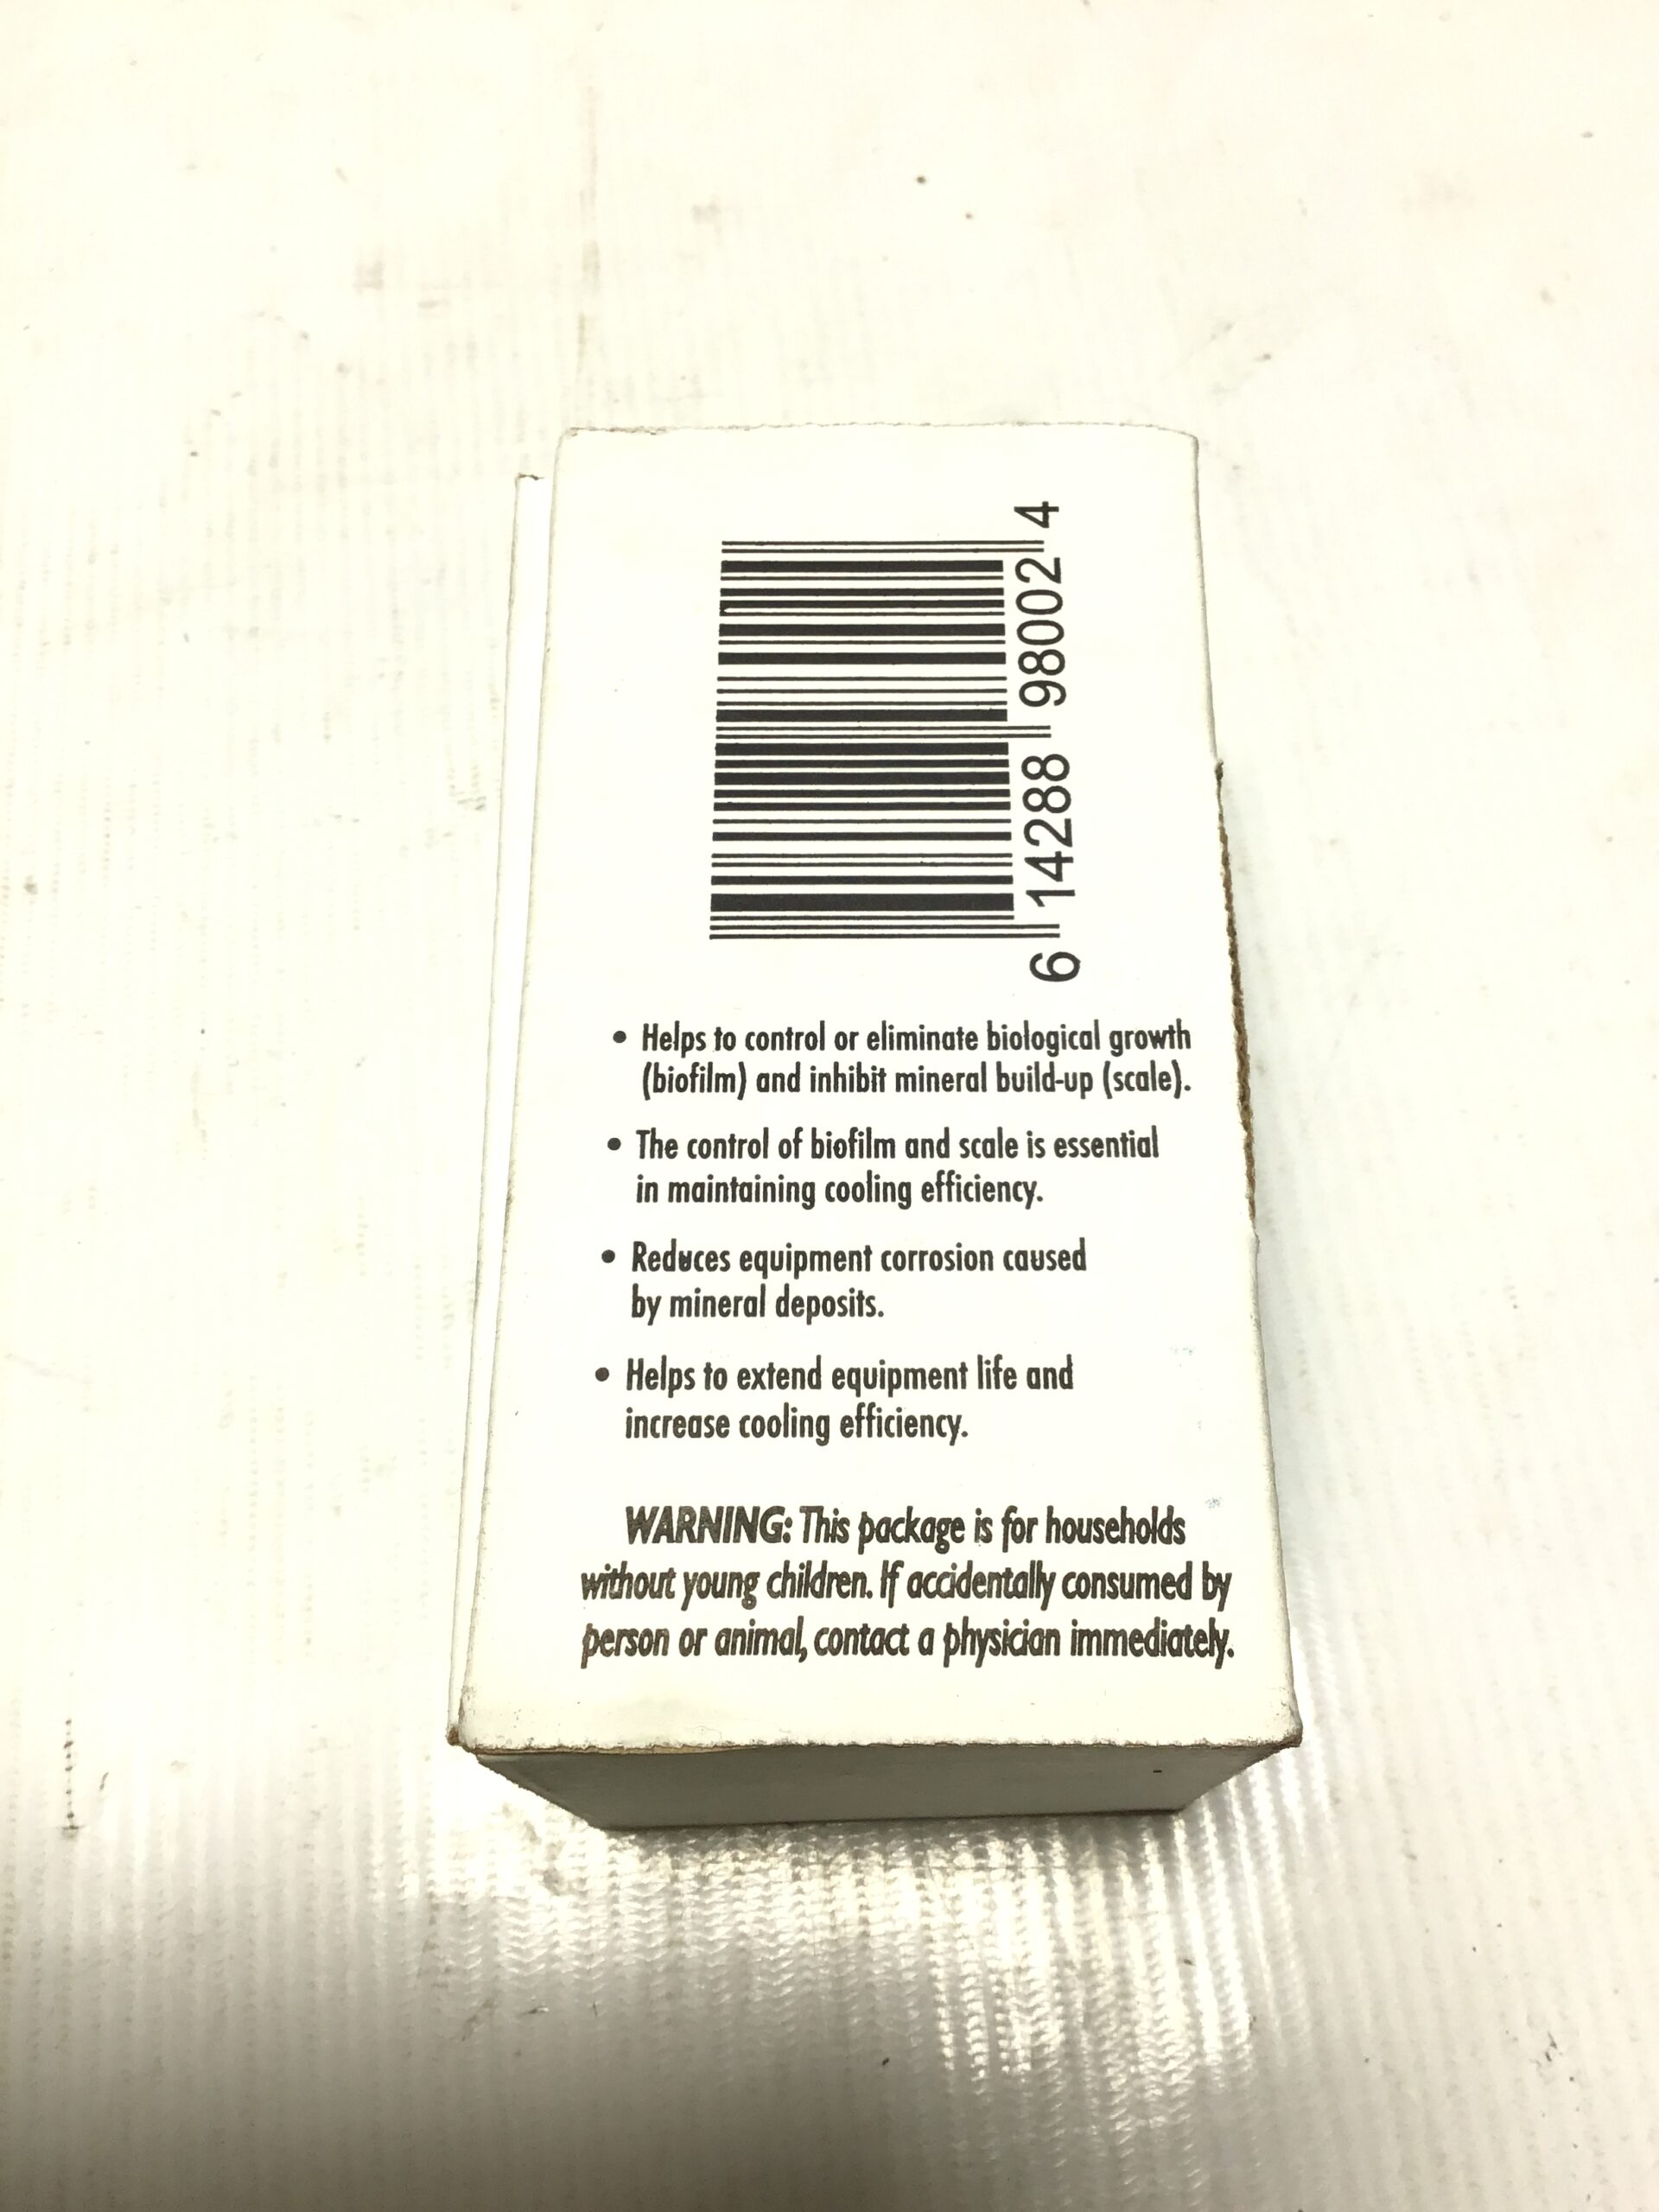 6 14288 98002 4
• Helps to control or eliminate biological growth
(biofilm) and inhibit mineral build-up (scale).
• The control of biofilm and scale is essential
in maintaining cooling efficiency.
• Reduces equipment corrosion caused
by mineral deposits.
• Helps to extend equipment life and
increase cooling efficiency.
WARNING: This package is for households
without young children. If accidentally consumed by
person or animal, contact a physician immediately.